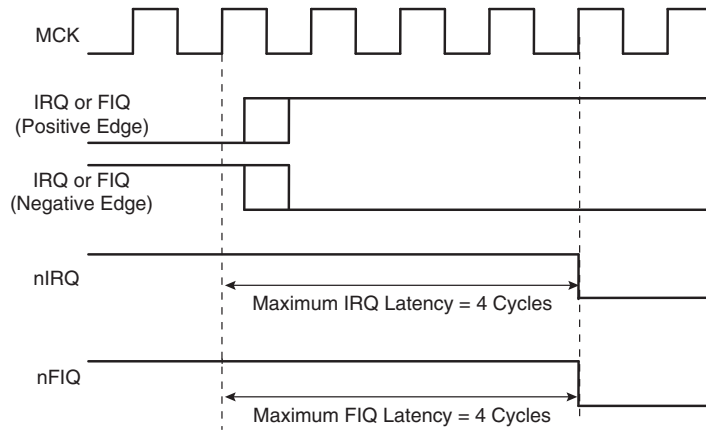 MCK
IRQ or FIQ
(Positive Edge)
IRQ or FIQ
(Negative Edge)
nIRQ
Maximum IRQ Latency = 4 Cycles
nFIQ
Maximum FIQ Latency = 4 Cycles